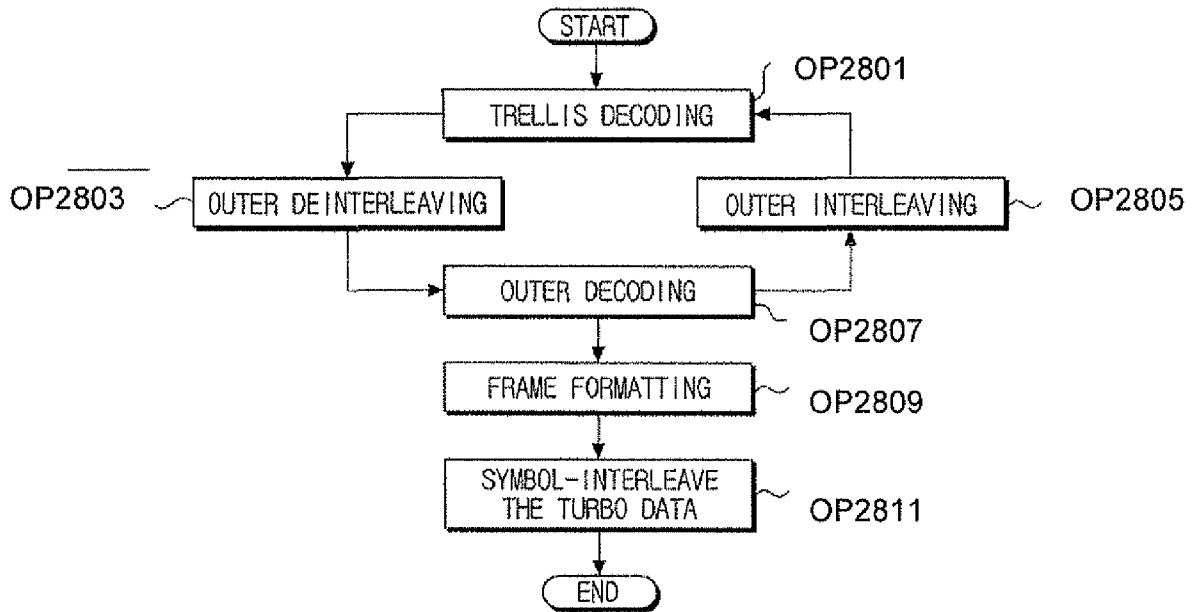 START
OP2801
TRELLIS DECODING
OP2803
OUTER DEINTERLEAVING
OUTER INTERLEAVING
OP2805
OUTER DECODING
OP2807
FRAME FORMATTING
OP2809
SYMBOL-INTERLEAVE
THE TURBO DATA
OP2811
END